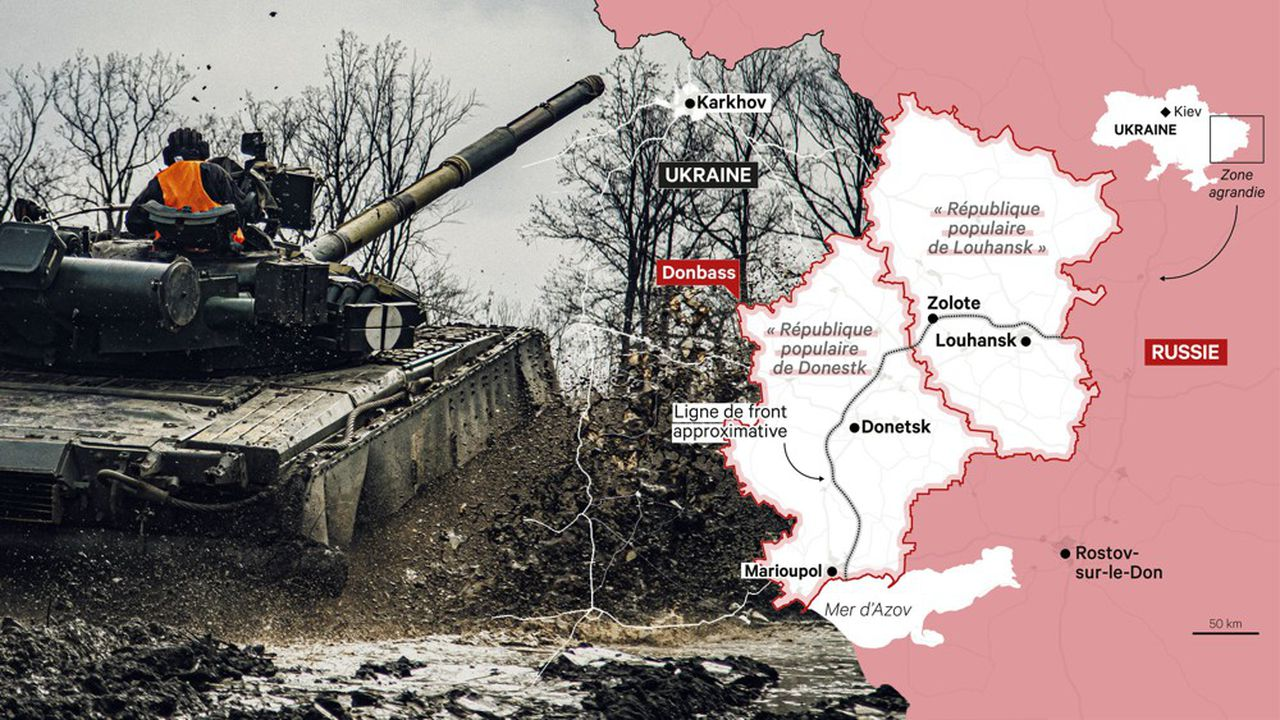 Karkhov
UKRAINE
Kiev
UKRAINE
Zone
agrandie
« République
populaire
de Louhansk »
Donbass
Zolote
Louhansk
« République
populaire
de Donestk
RUSSIE
Ligne de front
approximative
Donetsk
Marioupol
Rostov-
sur-le-Don
Mer d'Azov
50 km